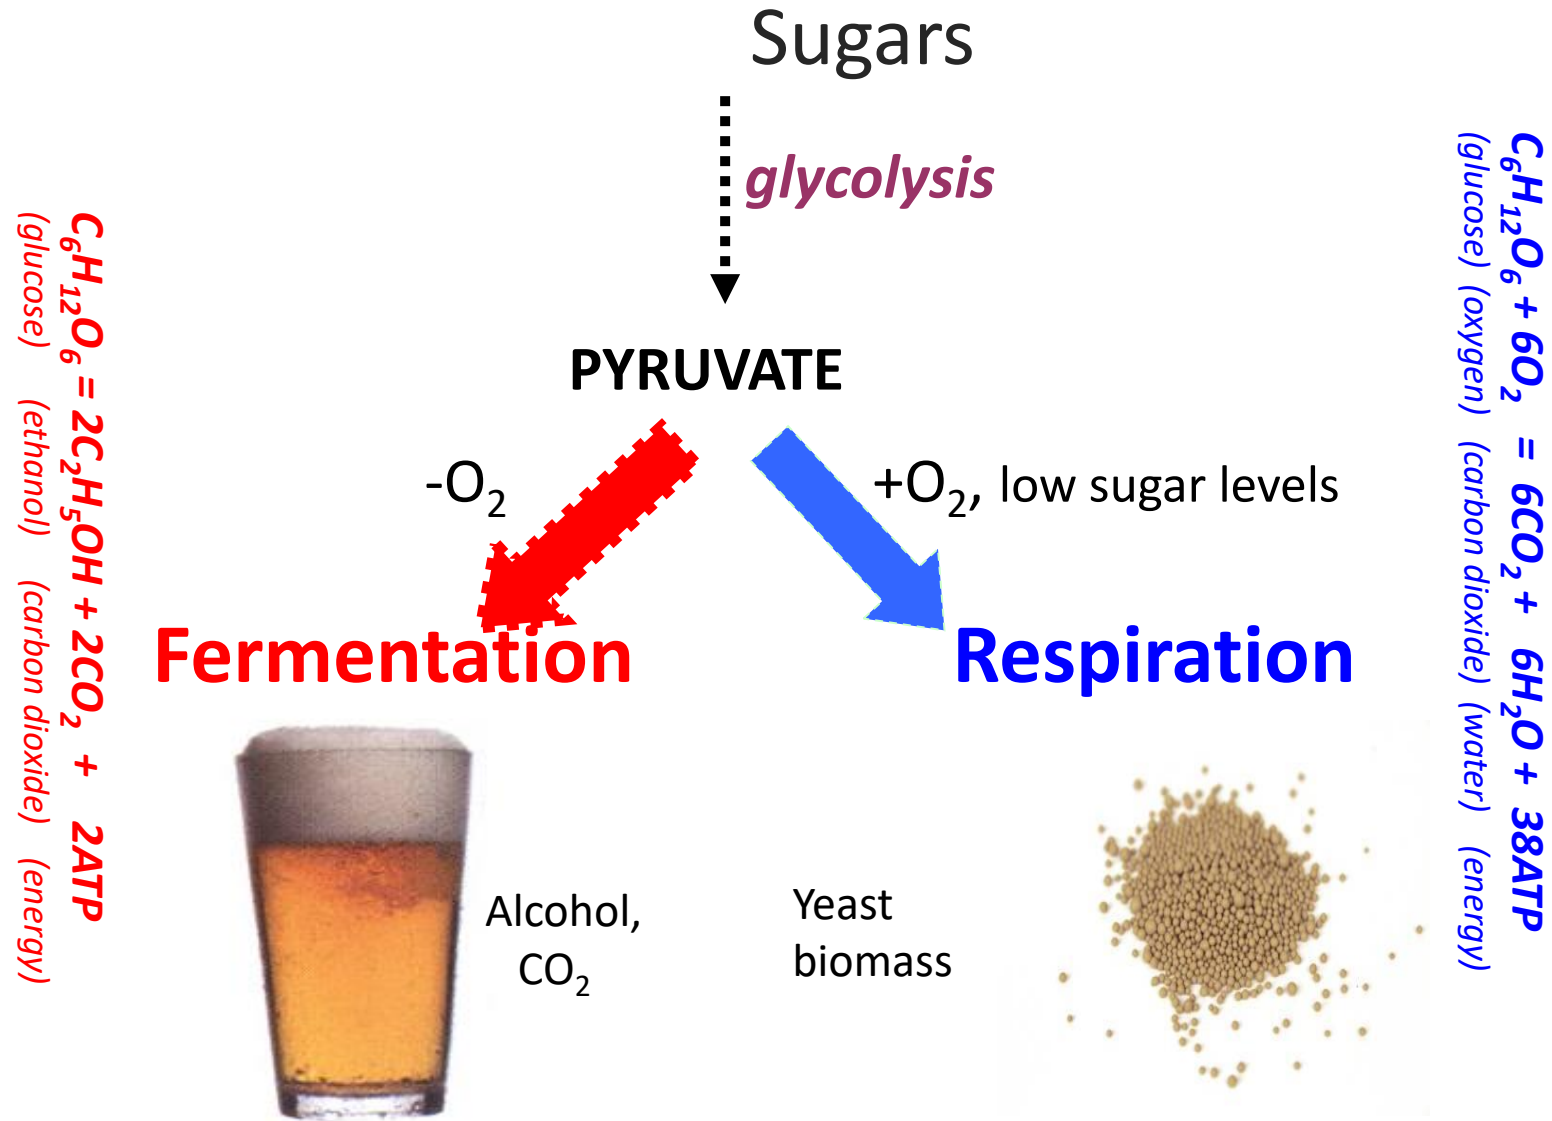 Sugars
glycolysis
PYRUVATE
-O₂
+O₂, low sugar levels
Fermentation
Respiration
Alcohol,
CO₂
Yeast
biomass
C₆H₁₂O₆ = 2C₂H₅OH + 2CO₂ + 2ATP
(glucose) (ethanol) (carbon dioxide) (energy)
C₆H₁₂O₆ + 6O₂ = 6CO₂ + 6H₂O + 38ATP
(glucose) (oxygen) (carbon dioxide) (water) (energy)